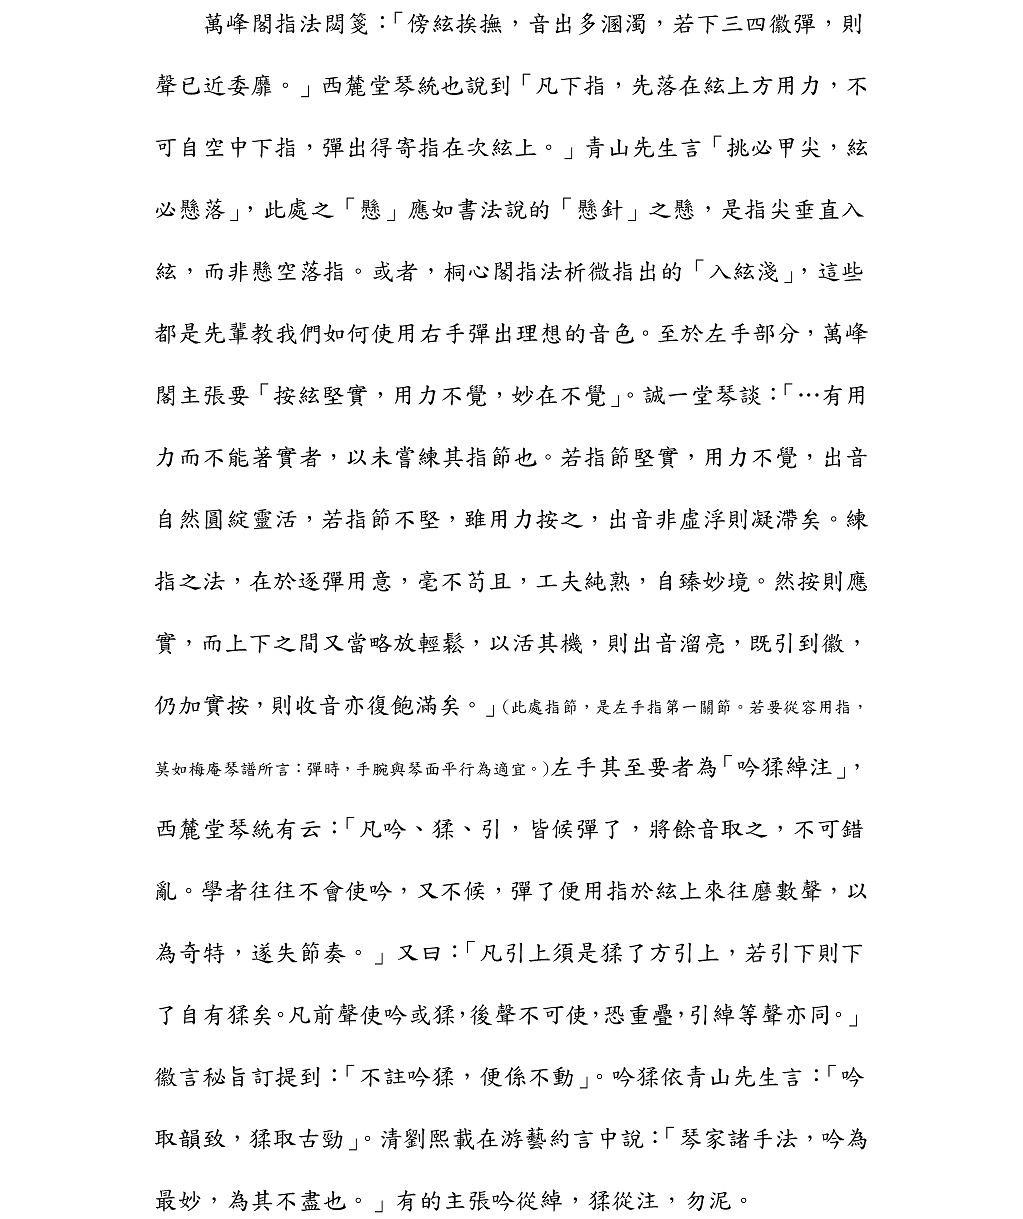 萬峰閣指法閟箋：「傍絃挨撫，音出多溷濁，若下三四徽彈，則
聲已近委靡。」西麓堂琴統也說到「凡下指，先落在絃上方用力，不
可自空中下指，彈出得寄指在次絃上。」青山先生言「挑必甲尖，絃
必懸落」，此處之「懸」應如書法說的「懸針」之懸，是指尖垂直入
絃，而非懸空落指。或者，桐心閣指法析微指出的「入絃淺」，這些
都是先輩教我們如何使用右手彈出理想的音色。至於左手部分，萬峰
閣主張要「按絃堅實，用力不覺，妙在不覺」。誠一堂琴談：「…有用
力而不能著實者，以未嘗練其指節也。若指節堅實，用力不覺，出音
自然圓綻靈活，若指節不堅，雖用力按之，出音非虛浮則凝滯矣。練
指之法，在於逐彈用意，毫不苟且，工夫純熟，自臻妙境。然按則應
實，而上下之間又當略放輕鬆，以活其機，則出音溜亮，既引到徽，
仍加實按，則收音亦復飽滿矣。」(此處指節，是左手指第一關節。若要從容用指，
莫如梅庵琴譜所言：彈時，手腕與琴面平行為適宜。)左手其至要者為「吟猱綽注」，
西麓堂琴統有云：「凡吟、猱、引，皆候彈了，將餘音取之，不可錯
亂。學者往往不會使吟，又不候，彈了便用指於絃上來往磨數聲，以
為奇特，遂失節奏。」又曰：「凡引上須是猱了方引上，若引下則下
了自有猱矣。凡前聲使吟或猱，後聲不可使，恐重疊，引綽等聲亦同。」
徽言秘旨訂提到：「不註吟猱，便係不動」。吟猱依青山先生言：「吟
取韻致，猱取古勁」。清劉熙載在游藝約言中說：「琴家諸手法，吟為
最妙，為其不盡也。」有的主張吟從綽，猱從注，勿泥。